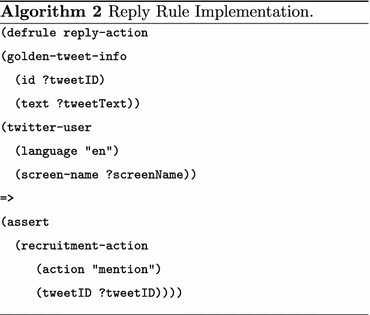 Algorithm 2 Reply Rule Implementation.
(defrule reply-action
(golden-tweet-info
(id ?tweetID)
(text ?tweetText))
(twitter-user
(language "en")
(screen-name ?screenName))
=>
(assert
(recruitment-action
(action "mention")
(tweetID ?tweetID))))